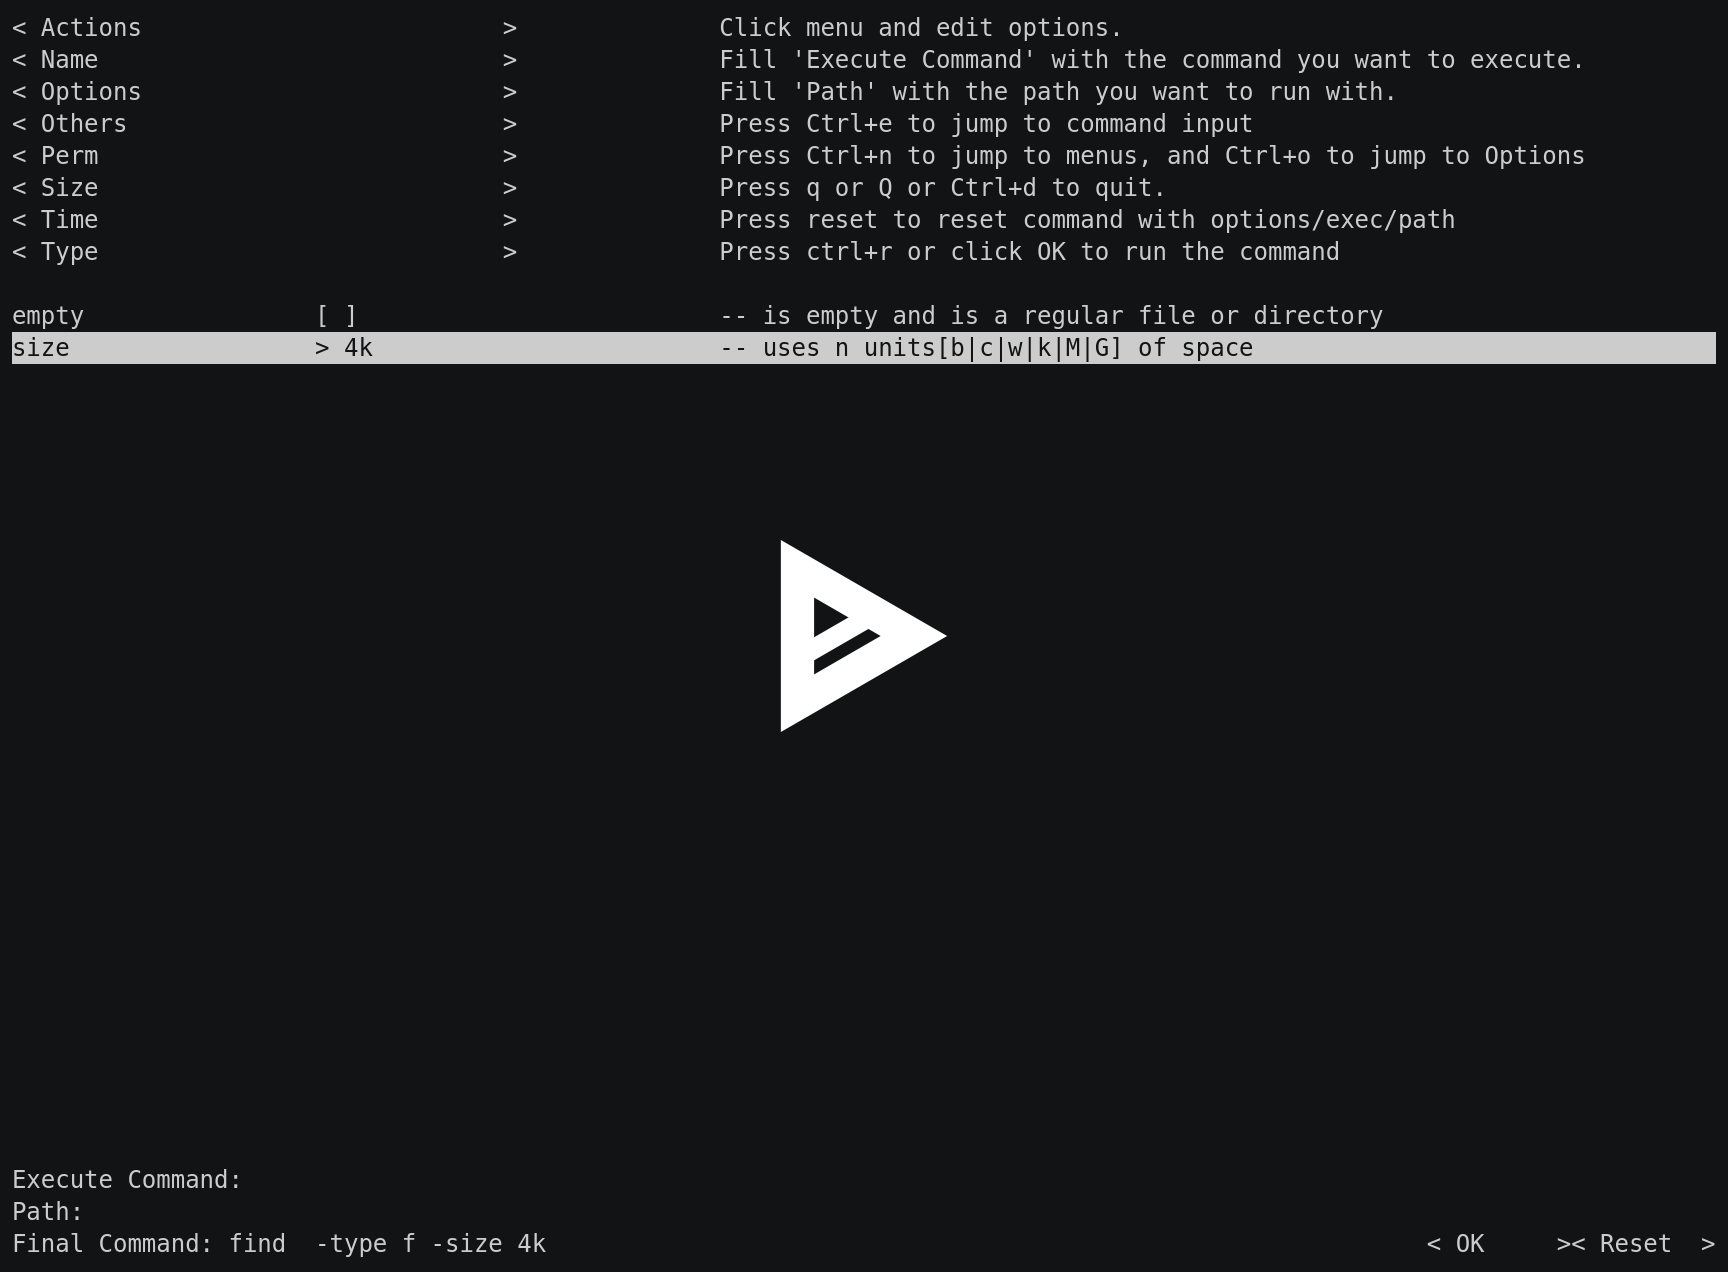 < Actions                         >              Click menu and edit options.
< Name                            >              Fill 'Execute Command' with the command you want to execute.
< Options                         >              Fill 'Path' with the path you want to run with.
< Others                          >              Press Ctrl+e to jump to command input
< Perm                            >              Press Ctrl+n to jump to menus, and Ctrl+o to jump to Options
< Size                            >              Press q or Q or Ctrl+d to quit.
< Time                            >              Press reset to reset command with options/exec/path
< Type                            >              Press ctrl+r or click OK to run the command
empty                [ ]                         -- is empty and is a regular file or directory
size                 > 4k                        -- uses n units[b|c|w|k|M|G] of space
Execute Command:
Path:
Final Command: find  -type f -size 4k                                                             < OK     >< Reset  >